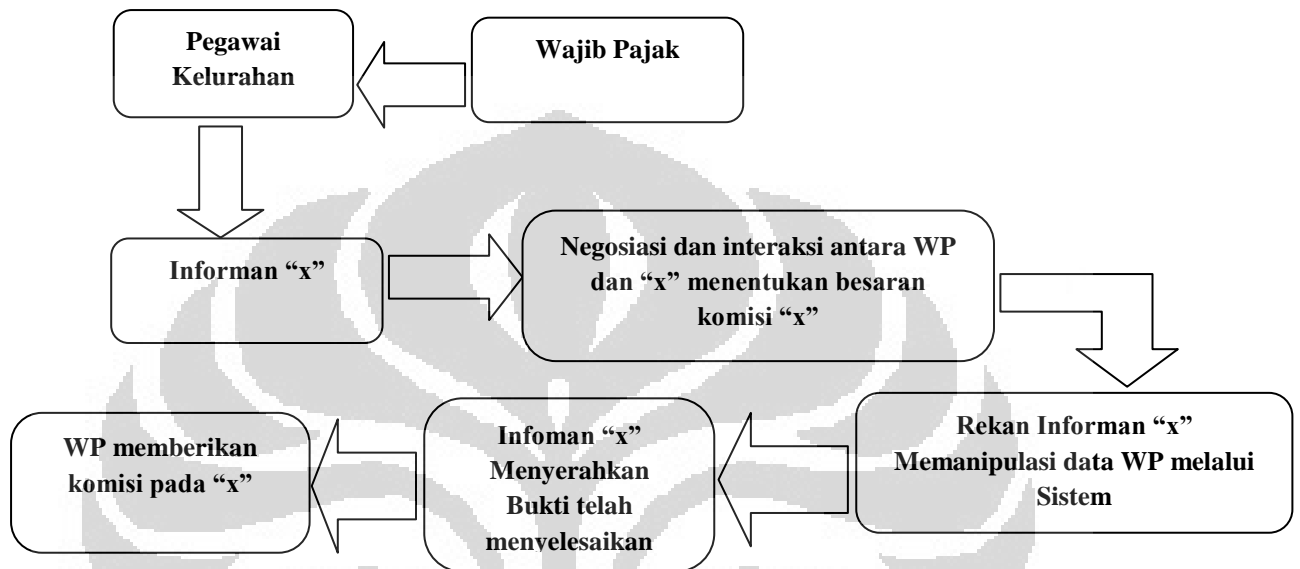 Pegawai
Kelurahan
Wajib Pajak
Informan “x”
Negosiasi dan interaksi antara WP
dan “x” menentukan besaran
komisi “x”
Rekan Informan “x”
Memanipulasi data WP melalui
Sistem
Infoman “x”
Menyerahkan
Bukti telah
menyelesaikan
WP memberikan
komisi pada “x”